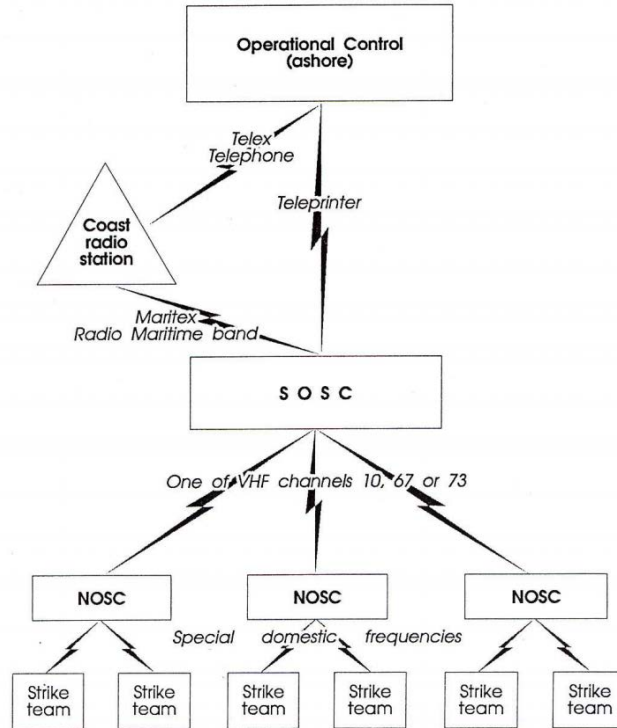 Operational Control
(ashore)
Telex
Telephone
Teleprinter
Coast
radio
station
Maritex
Radio Maritime band
S O S C
One of VHF channels 10, 67 or 73
NOSC
NOSC
NOSC
Special domestic frequencies
Strike
team
Strike
team
Strike
team
Strike
team
Strike
team
Strike
team